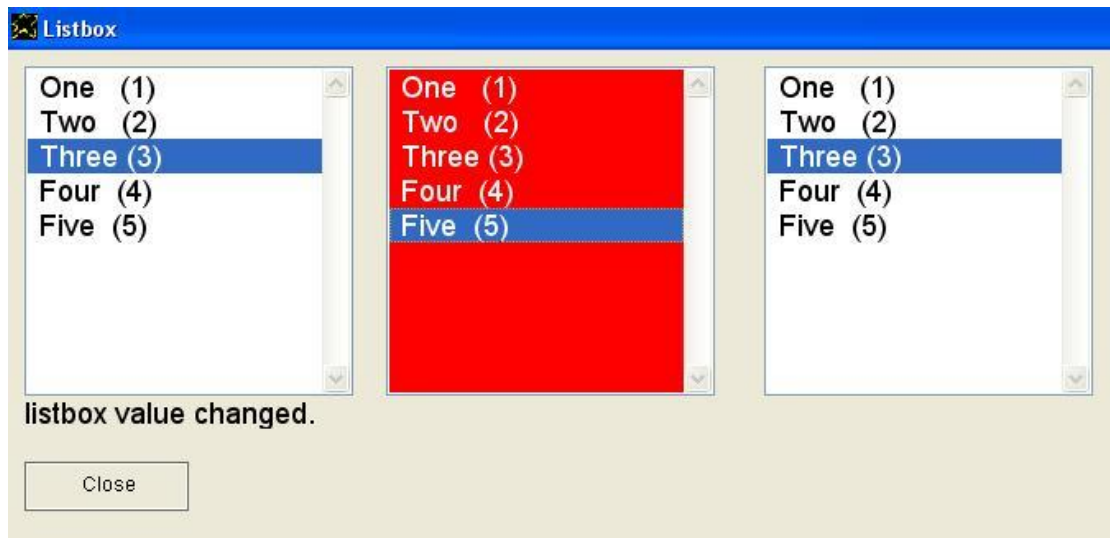 Listbox
One (1)
Two (2)
Three (3)
Four (4)
Five (5)
One (1)
Two (2)
Three (3)
Four (4)
Five (5)
One (1)
Two (2)
Three (3)
Four (4)
Five (5)
listbox value changed.
Close